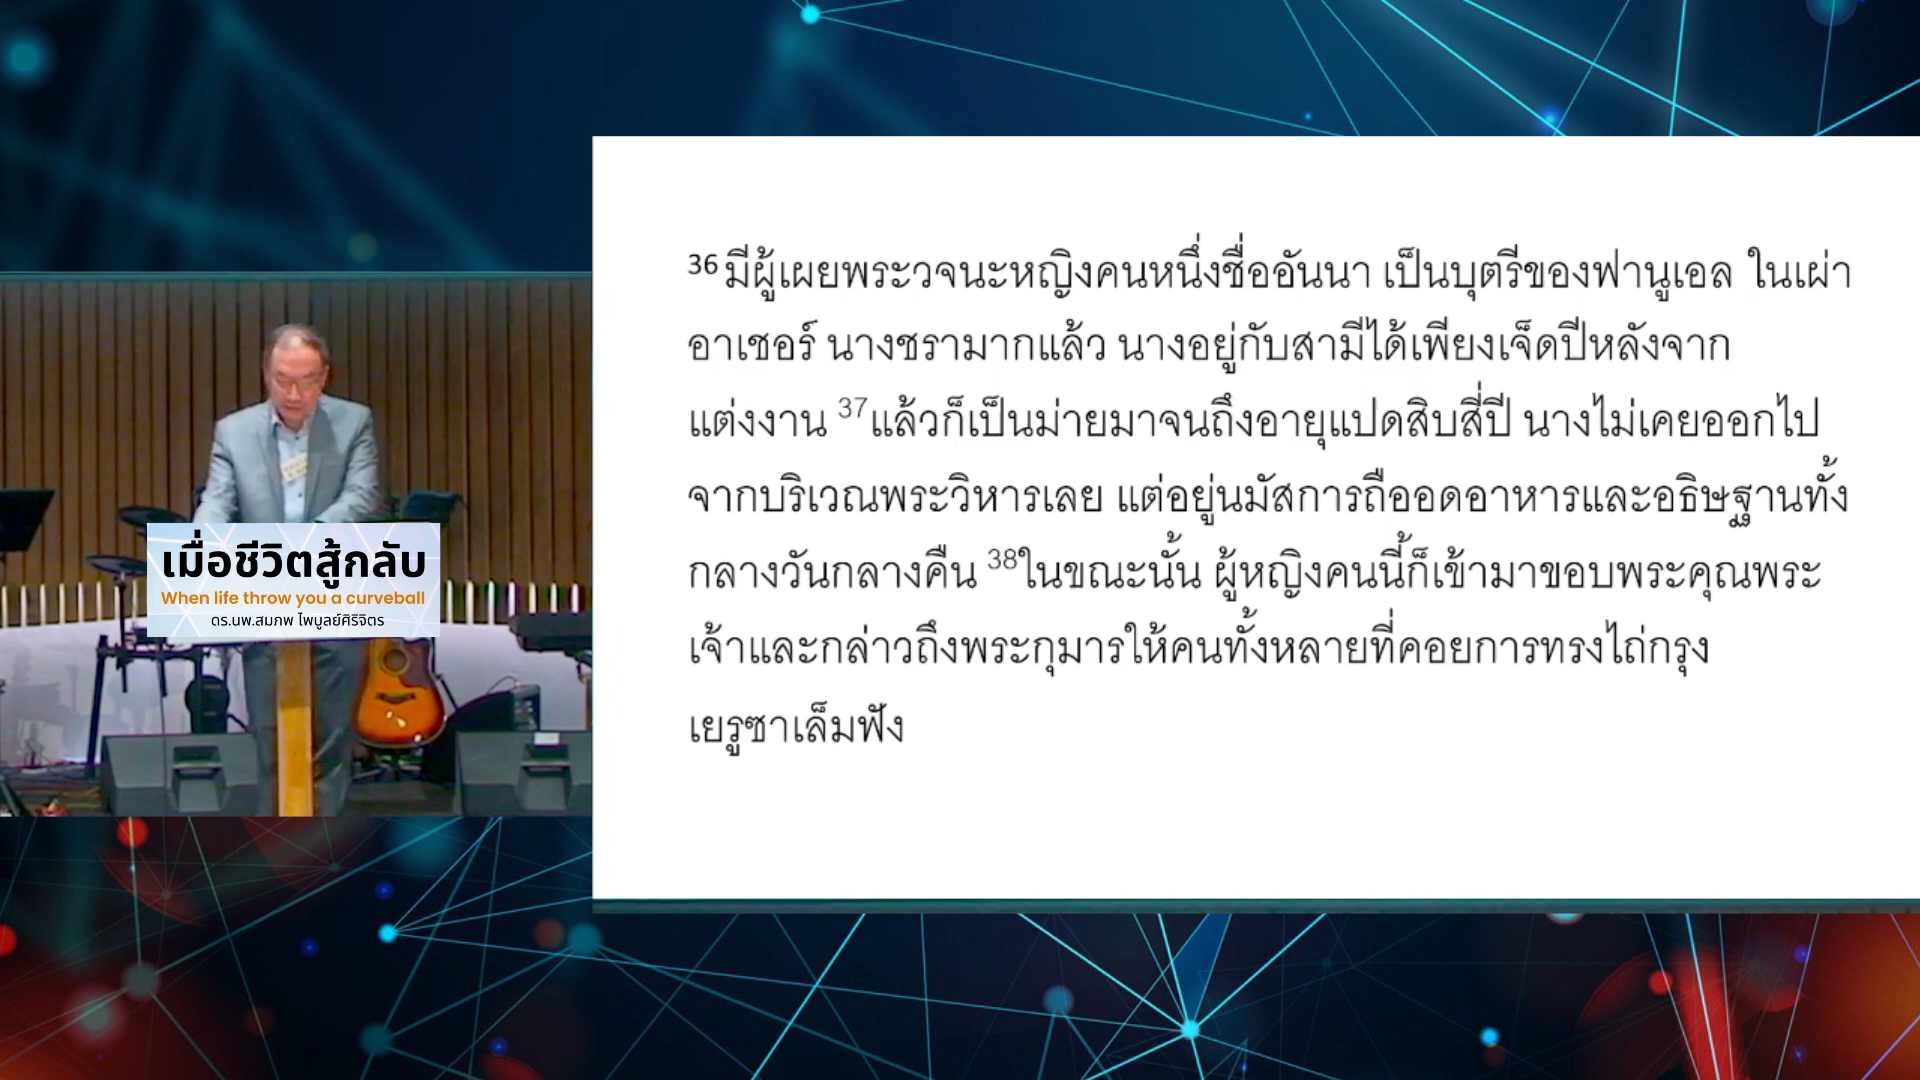 36 มีผู้เผยพระวจนะหญิงคนหนึ่งชื่ออันนา เป็นบุตรีของฟานูเอล ในเผ่า
อาเชอร์ นางชรามากแล้ว นางอยู่กับสามีได้เพียงเจ็ดปีหลังจาก
แต่งงาน 37แล้วก็เป็นม่ายมาจนถึงอายุแปดสิบสี่ปี นางไม่เคยออกไป
จากบริเวณพระวิหารเลย แต่อยู่นมัสการถืออดอาหารและอธิษฐานทั้ง
กลางวันกลางคืน 38ในขณะนั้น ผู้หญิงคนนี้ก็เข้ามาขอบพระคุณพระ
เจ้าและกล่าวถึงพระกุมารให้คนทั้งหลายที่คอยการทรงไถ่กรุง
เยรูซาเล็มฟัง
เมื่อชีวิตสู้กลับ
When life throw you a curveball
ดร.นพ.สมภพ ไพบูลย์ศิริจิตร